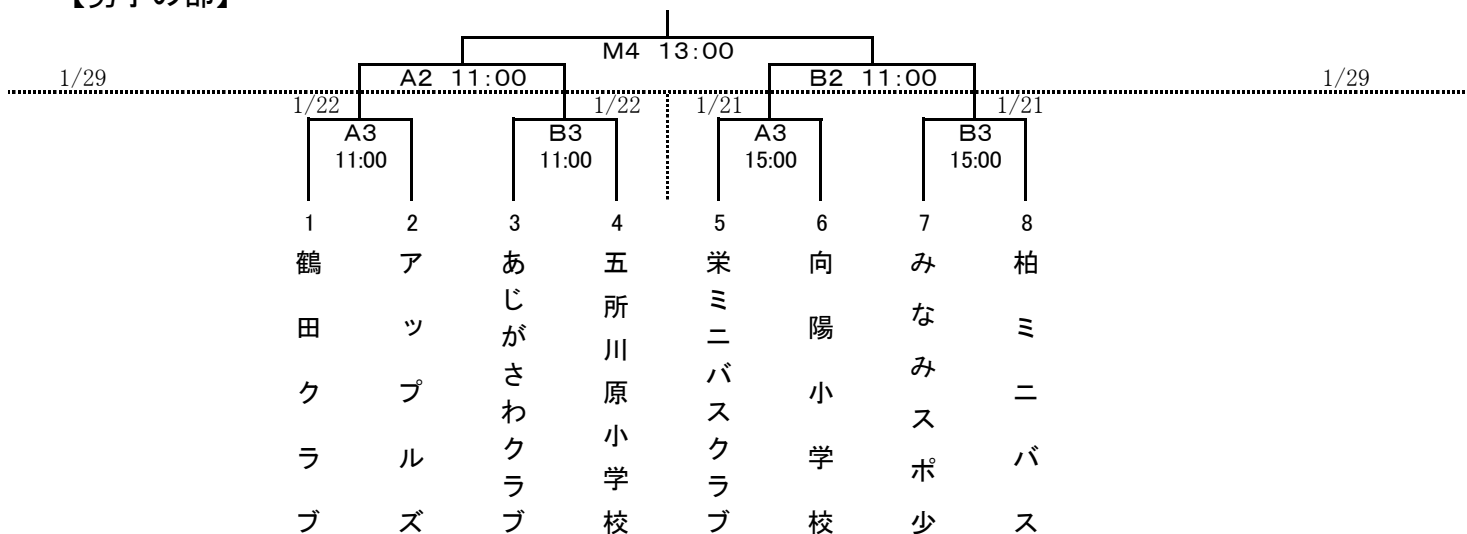 【男子の部】
M4 13:00
1/29
A2 11:00
B2 11:00
1/29
1/22
1/22
1/21
1/21
A3
11:00
B3
11:00
A3
15:00
B3
15:00
1
2
3
4
5
6
7
8
鶴田クラブ
アップルズ
あじがさわクラブ
五所川原小学校
栄ミニバスクラブ
向陽小学校
みなみスポ少
柏ミニバス